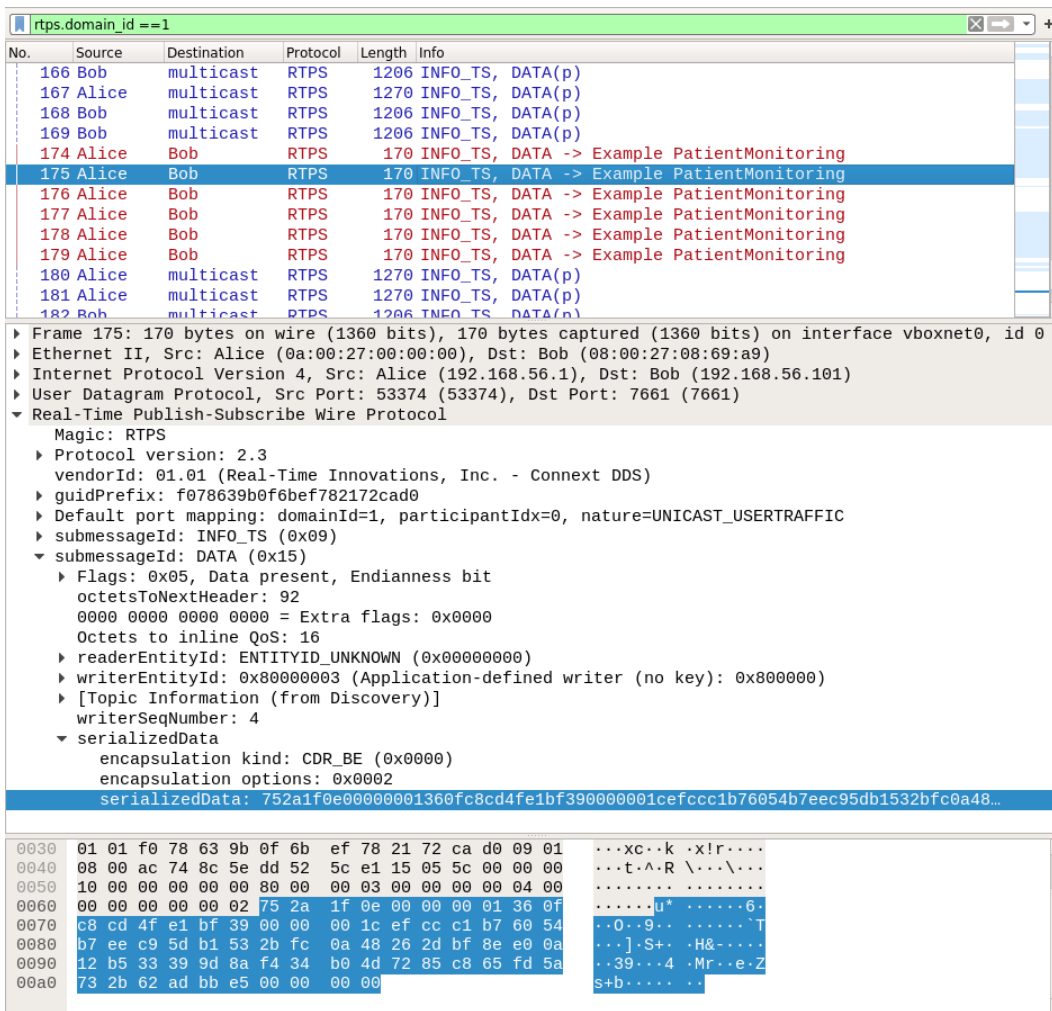 rtps.domain_id ==1
No. Source Destination Protocol Length Info
166 Bob multicast RTPS 1206 INFO_TS, DATA(p)
167 Alice multicast RTPS 1270 INFO_TS, DATA(p)
168 Bob multicast RTPS 1206 INFO_TS, DATA(p)
169 Bob multicast RTPS 1206 INFO_TS, DATA(p)
174 Alice Bob RTPS 170 INFO_TS, DATA -> Example PatientMonitoring
175 Alice Bob RTPS 170 INFO_TS, DATA -> Example PatientMonitoring
176 Alice Bob RTPS 170 INFO_TS, DATA -> Example PatientMonitoring
177 Alice Bob RTPS 170 INFO_TS, DATA -> Example PatientMonitoring
178 Alice Bob RTPS 170 INFO_TS, DATA -> Example PatientMonitoring
179 Alice Bob RTPS 170 INFO_TS, DATA -> Example PatientMonitoring
180 Alice multicast RTPS 1270 INFO_TS, DATA(p)
181 Alice multicast RTPS 1270 INFO_TS, DATA(p)
182 Bob multicast RTPS 1206 INFO_TS, DATA(p)
Frame 175: 170 bytes on wire (1360 bits), 170 bytes captured (1360 bits) on interface vboxnet0, id 0
Ethernet II, Src: Alice (0a:00:27:00:00:00), Dst: Bob (08:00:27:08:69:a9)
Internet Protocol Version 4, Src: Alice (192.168.56.1), Dst: Bob (192.168.56.101)
User Datagram Protocol, Src Port: 53374 (53374), Dst Port: 7661 (7661)
Real-Time Publish-Subscribe Wire Protocol
Magic: RTPS
Protocol version: 2.3
vendorId: 01.01 (Real-Time Innovations, Inc. - Connext DDS)
guidPrefix: f078639b0f6bef782172cad0
Default port mapping: domainId=1, participantIdx=0, nature=UNICAST_USERTRAFFIC
submessageId: INFO_TS (0x09)
submessageId: DATA (0x15)
Flags: 0x05, Data present, Endianness bit
octetsToNextHeader: 92
0000 0000 0000 0000 = Extra flags: 0x0000
Octets to inline QoS: 16
readerEntityId: ENTITYID_UNKNOWN (0x00000000)
writerEntityId: 0x80000003 (Application-defined writer (no key): 0x800000)
[Topic Information (from Discovery)]
writerSeqNumber: 4
serializedData
encapsulation kind: CDR_BE (0x0000)
encapsulation options: 0x0002
serializedData: 752a1f0e00000001360fc8cd4fe1bf390000001cefccc1b76054b7eec95db1532bfc0a48…
0030 01 01 f0 78 63 9b 0f 6b ef 78 21 72 ca d0 09 01 ···xc··k ·x!r····
0040 08 00 ac 74 8c 5e dd 52 5c e1 15 05 5c 00 00 00 ···t·^·R \···\···
0050 10 00 00 00 00 00 80 00 00 03 00 00 00 00 04 00 ········ ········
0060 00 00 00 00 00 02 75 2a 1f 0e 00 00 00 01 36 0f ······u* ······6·
0070 c8 cd 4f e1 bf 39 00 00 00 1c ef cc c1 b7 60 54 ··O··9·· ······`T
0080 b7 ee c9 5d b1 53 2b fc 0a 48 26 2d bf 8e e0 0a ···]·S+· ·H&-····
0090 12 b5 33 39 9d 8a f4 34 b0 4d 72 85 c8 65 fd 5a ··39···4 ·Mr··e·Z
00a0 73 2b 62 ad bb e5 00 00 00 00 s+b····· ··